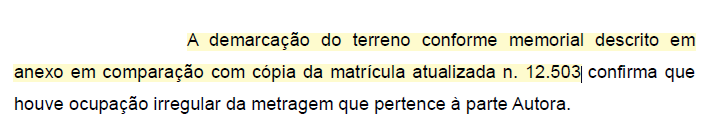 A demarcação do terreno conforme memorial descrito em
anexo em comparação com cópia da matrícula atualizada n. 12.503 confirma que
houve ocupação irregular da metragem que pertence à parte Autora.